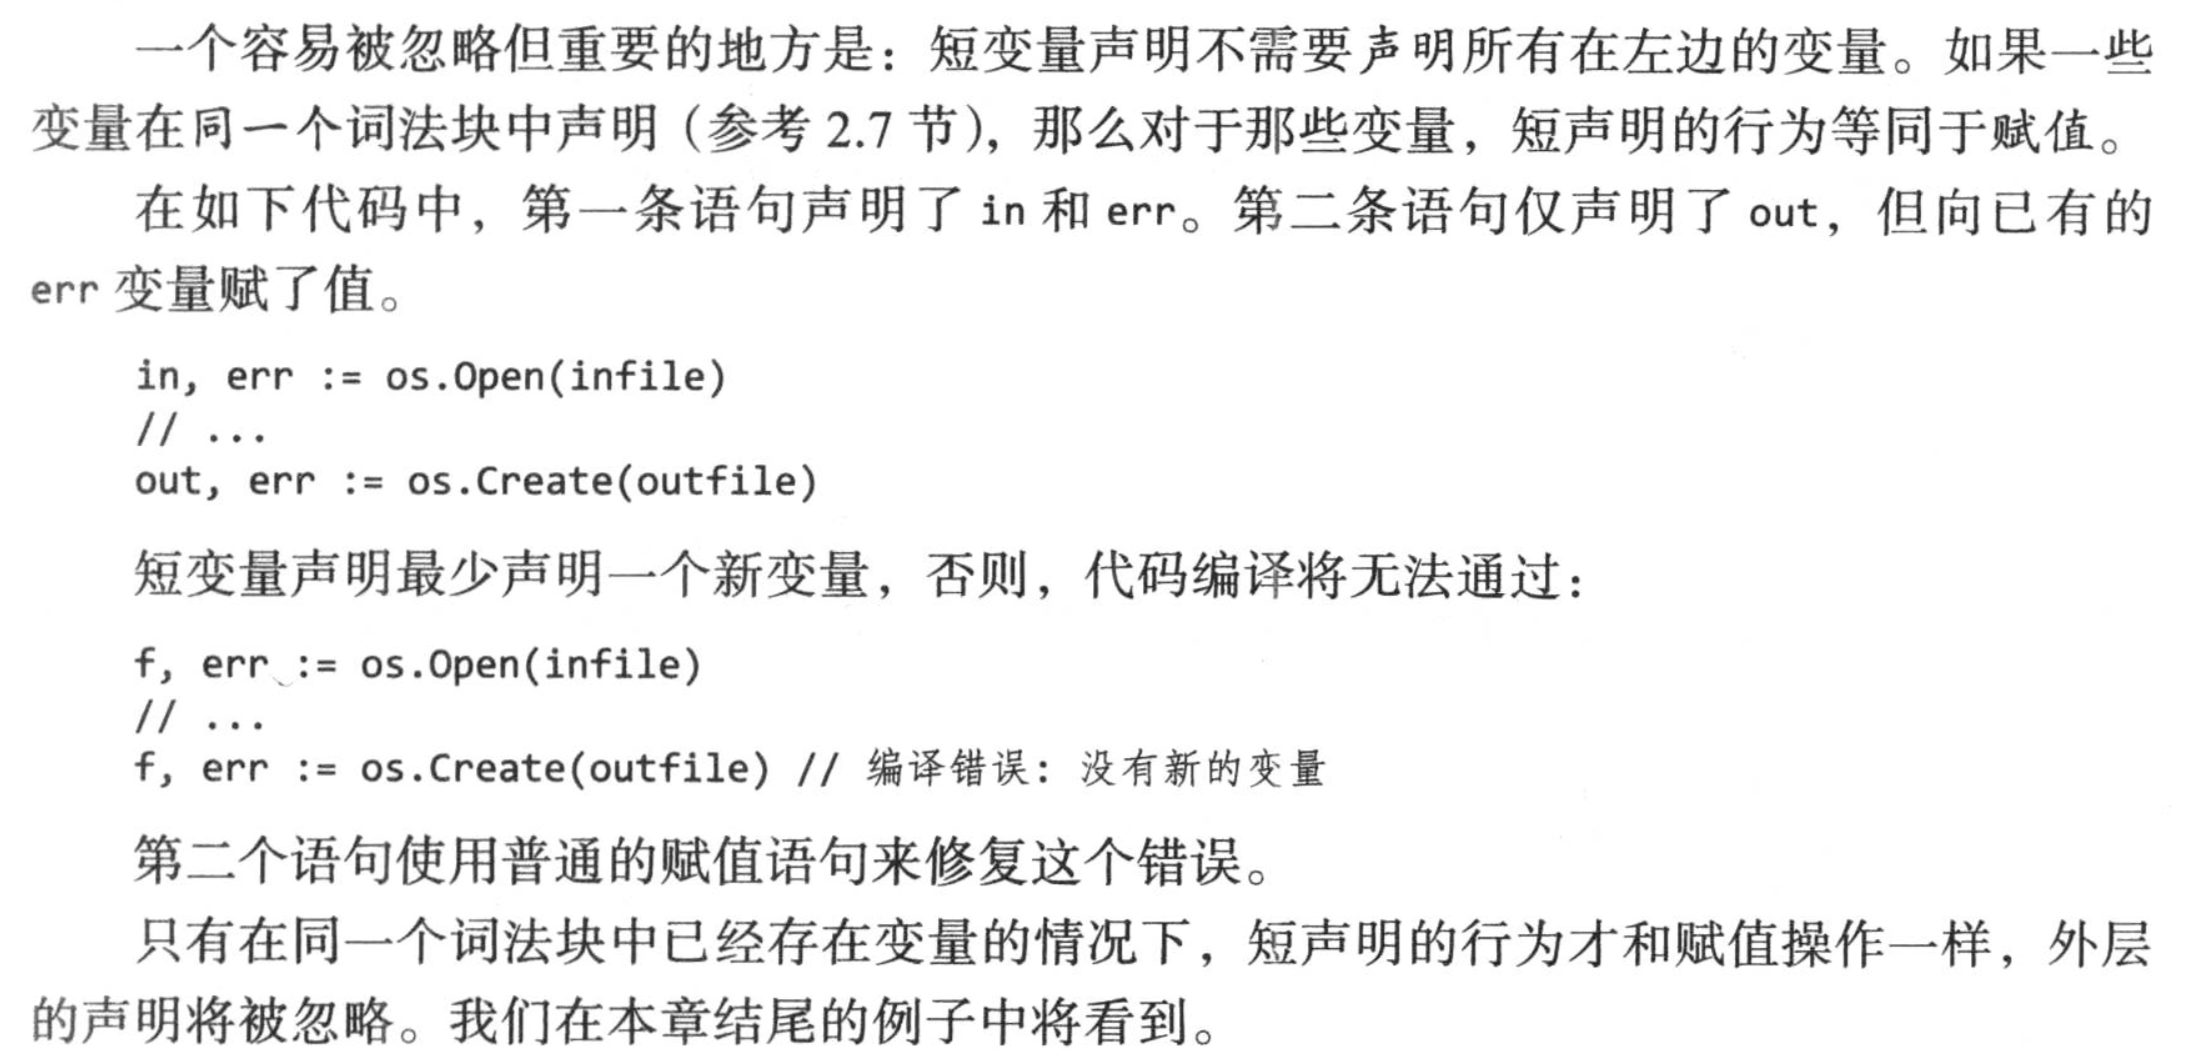 一个容易被忽略但重要的地方是：短变量声明不需要声明所有在左边的变量。如果一些
变量在同一个词法块中声明（参考 2.7 节），那么对于那些变量，短声明的行为等同于赋值。
在如下代码中，第一条语句声明了 in 和 err。第二条语句仅声明了 out，但向已有的
err 变量赋了值。
in, err := os.Open(infile)
// ...
out, err := os.Create(outfile)
短变量声明最少声明一个新变量，否则，代码编译将无法通过：
f, err := os.Open(infile)
// ...
f, err := os.Create(outfile) // 编译错误：没有新的变量
第二个语句使用普通的赋值语句来修复这个错误。
只有在同一个词法块中已经存在变量的情况下，短声明的行为才和赋值操作一样，外层
的声明将被忽略。我们在本章结尾的例子中将看到。